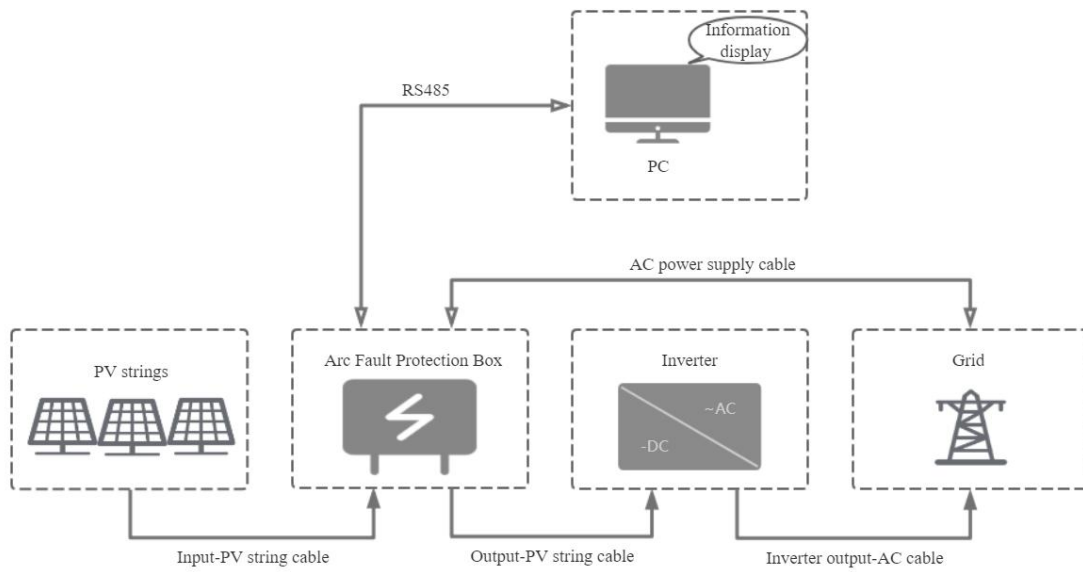 Information
display
RS485
PC
AC power supply cable
PV strings
Arc Fault Protection Box
Inverter
~AC
-DC
Grid
Input-PV string cable
Output-PV string cable
Inverter output-AC cable